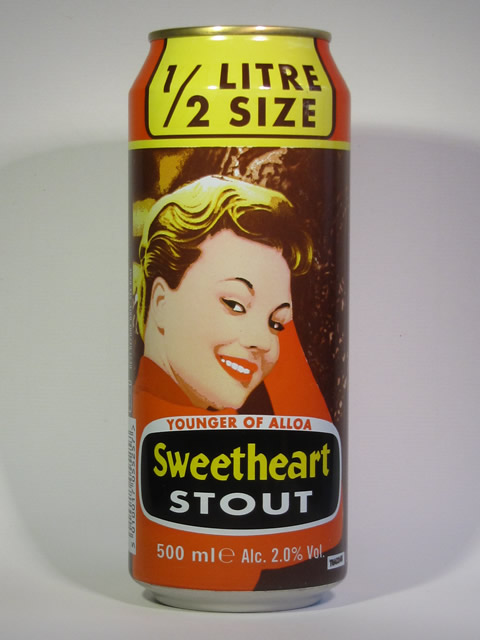 1/2 LITRE
SIZE
YOUNGER OF ALLOA
Sweetheart
STOUT
500 ml ℮ Alc. 2.0% Vol.